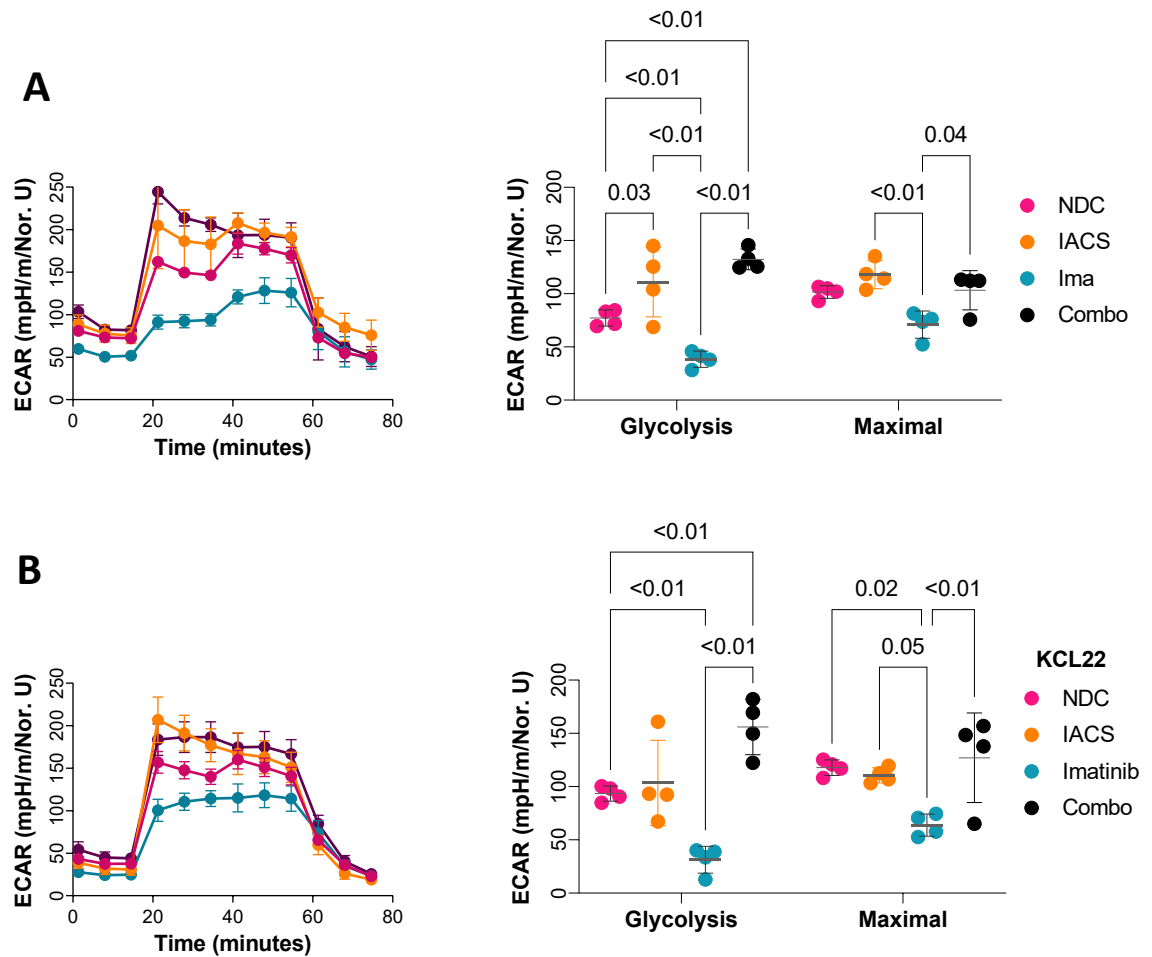 A
ECAR (mpH/m/Nor. U)
250
200
150
100
50
0
0 20 40 60 80
Time (minutes)
<0.01
<0.01
<0.01
0.04
0.03
<0.01
<0.01
ECAR (mpH/m/Nor. U)
200
150
100
50
0
Glycolysis
Maximal
NDC
IACS
Ima
Combo
B
ECAR (mpH/m/Nor. U)
250
200
150
100
50
0
0 20 40 60 80
Time (minutes)
<0.01
<0.01
0.02
<0.01
<0.01
0.05
ECAR (mpH/m/Nor. U)
200
150
100
50
0
Glycolysis
Maximal
KCL22
NDC
IACS
Imatinib
Combo